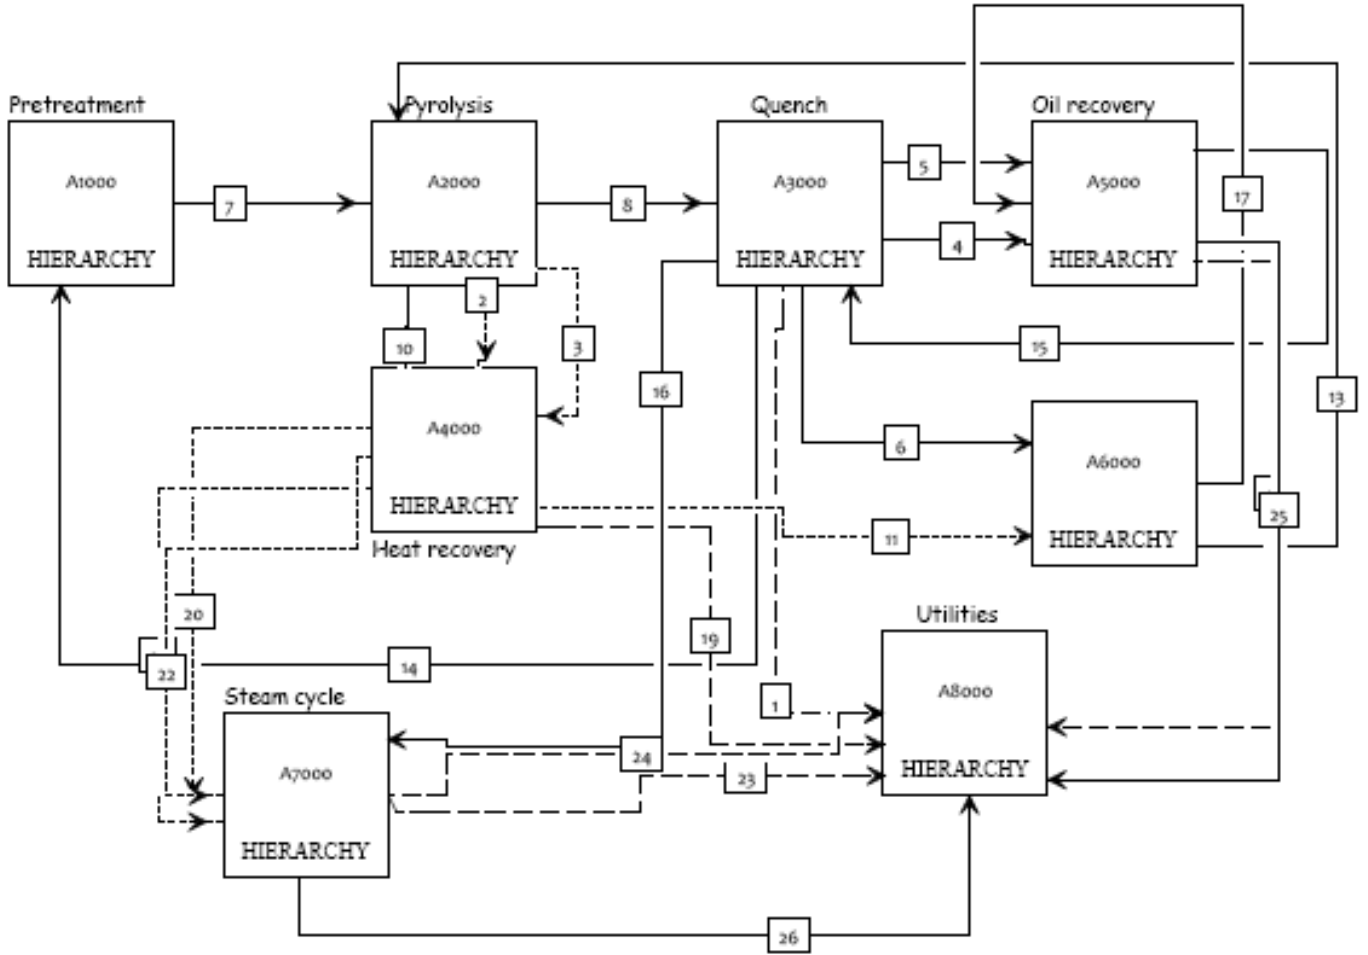 Pretreatment
Pyrolysis
Quench
Oil recovery
A1000
HIERARCHY
7
A2000
HIERARCHY
8
A3000
HIERARCHY
5
4
A5000
HIERARCHY
17
2
10
3
16
15
13
A4000
HIERARCHY
Heat recovery
6
11
A6000
HIERARCHY
25
20
22
14
19
1
Utilities
A8000
HIERARCHY
Steam cycle
A7000
HIERARCHY
24
23
26